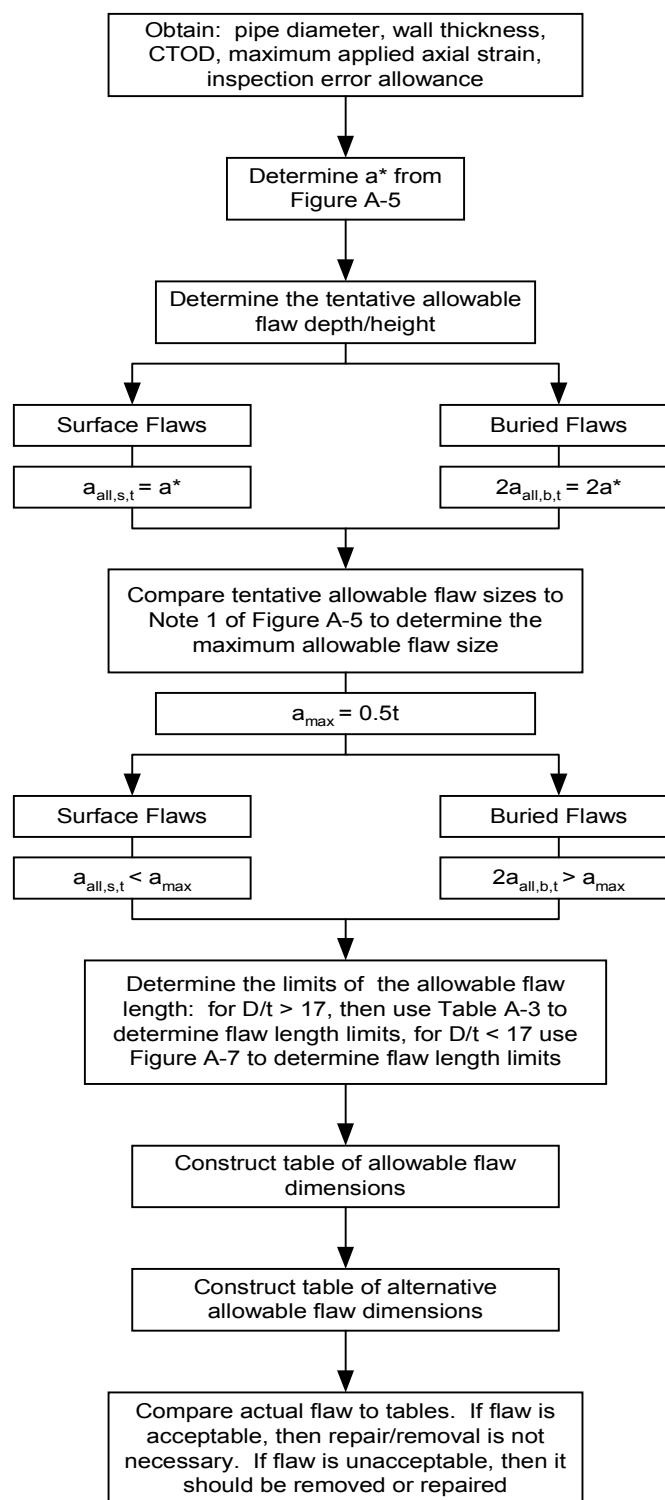 Obtain: pipe diameter, wall thickness,
CTOD, maximum applied axial strain,
inspection error allowance
Determine a* from
Figure A-5
Determine the tentative allowable
flaw depth/height
Surface Flaws
Buried Flaws
a_all,s,t = a*
2a_all,b,t = 2a*
Compare tentative allowable flaw sizes to
Note 1 of Figure A-5 to determine the
maximum allowable flaw size
a_max = 0.5t
Surface Flaws
Buried Flaws
a_all,s,t < a_max
2a_all,b,t > a_max
Determine the limits of the allowable flaw
length: for D/t > 17, then use Table A-3 to
determine flaw length limits, for D/t < 17 use
Figure A-7 to determine flaw length limits
Construct table of allowable flaw
dimensions
Construct table of alternative
allowable flaw dimensions
Compare actual flaw to tables. If flaw is
acceptable, then repair/removal is not
necessary. If flaw is unacceptable, then it
should be removed or repaired